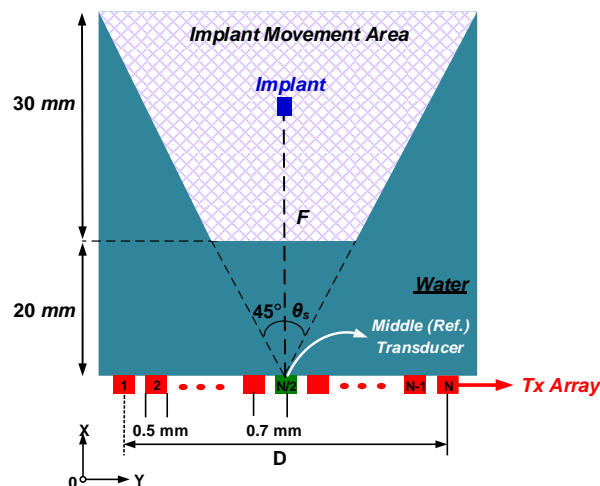 Implant Movement Area
Implant
30 mm
F
20 mm
Water
45°
θs
Middle (Ref.)
Transducer
1
2
N/2
N-1
N
Tx Array
0.5 mm
0.7 mm
D
X
0
Y